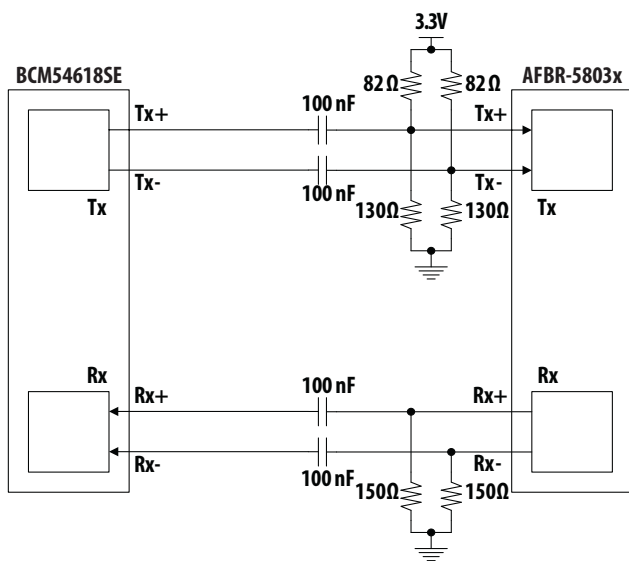 3.3V
BCM54618SE
AFBR-5803x
82Ω
82Ω
100 nF
Tx+
Tx+
Tx-
100 nF
Tx-
Tx
Tx
130Ω
130Ω
Rx
Rx
100 nF
Rx+
Rx+
Rx-
100 nF
Rx-
150Ω
150Ω